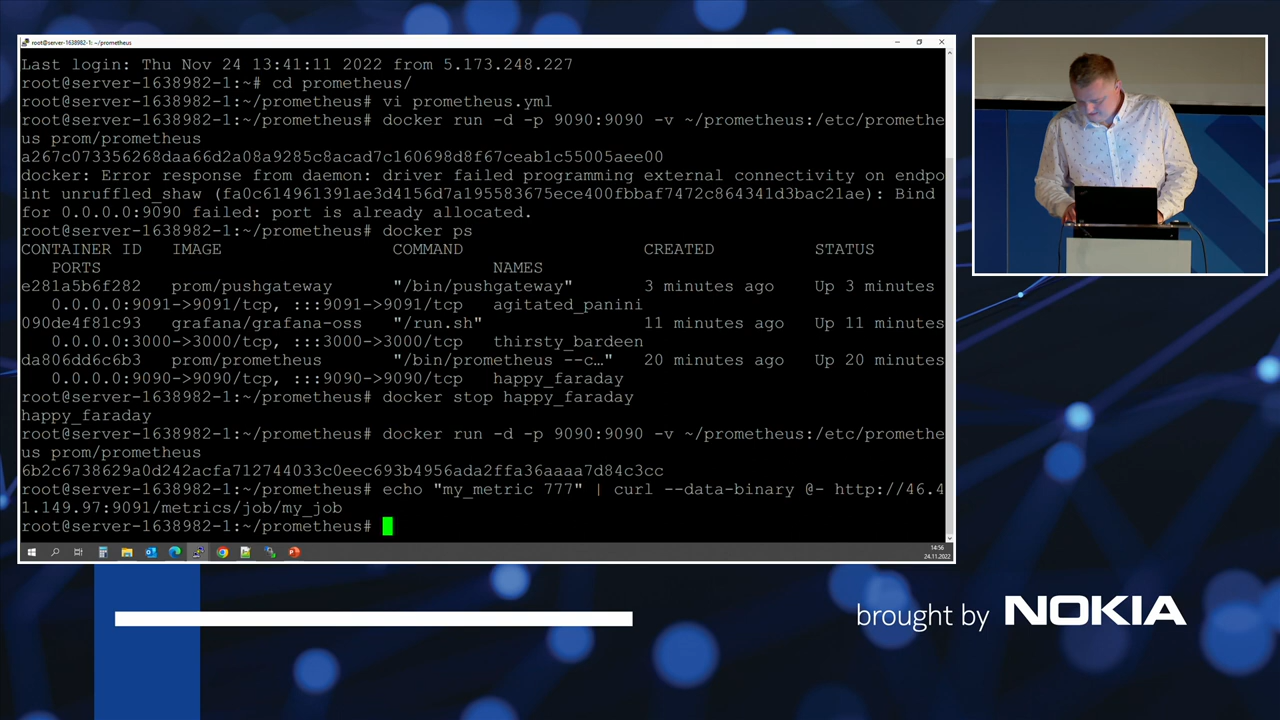 root@server-1638982-1: ~/prometheus
Last login: Thu Nov 24 13:41:11 2022 from 5.173.248.227
root@server-1638982-1:~# cd prometheus/
root@server-1638982-1:~/prometheus# vi prometheus.yml
root@server-1638982-1:~/prometheus# docker run -d -p 9090:9090 -v ~/prometheus:/etc/promethe
us prom/prometheus
a267c073356268daa66d2a08a9285c8acad7c160698d8f67ceab1c55005aee00
docker: Error response from daemon: driver failed programming external connectivity on endpo
int unruffled_shaw (fa0c614961391ae3d4156d7a195583675ece400fbbaf7472c864341d3bac21ae): Bind
for 0.0.0.0:9090 failed: port is already allocated.
root@server-1638982-1:~/prometheus# docker ps
CONTAINER ID IMAGE COMMAND CREATED STATUS
PORTS NAMES
e281a5b6f282 prom/pushgateway "/bin/pushgateway" 3 minutes ago Up 3 minutes
0.0.0.0:9091->9091/tcp, :::9091->9091/tcp agitated_panini
090de4f81c93 grafana/grafana-oss "/run.sh" 11 minutes ago Up 11 minutes
0.0.0.0:3000->3000/tcp, :::3000->3000/tcp thirsty_bardeen
da806dd6c6b3 prom/prometheus "/bin/prometheus --c…" 20 minutes ago Up 20 minutes
0.0.0.0:9090->9090/tcp, :::9090->9090/tcp happy_faraday
root@server-1638982-1:~/prometheus# docker stop happy_faraday
happy_faraday
root@server-1638982-1:~/prometheus# docker run -d -p 9090:9090 -v ~/prometheus:/etc/promethe
us prom/prometheus
6b2c6738629a0d242acfa712744033c0eec693b4956ada2ffa36aaaa7d84c3cc
root@server-1638982-1:~/prometheus# echo "my_metric 777" | curl --data-binary @- http://46.4
1.149.97:9091/metrics/job/my_job
root@server-1638982-1:~/prometheus#
14:56
24.11.2022
brought by NOKIA